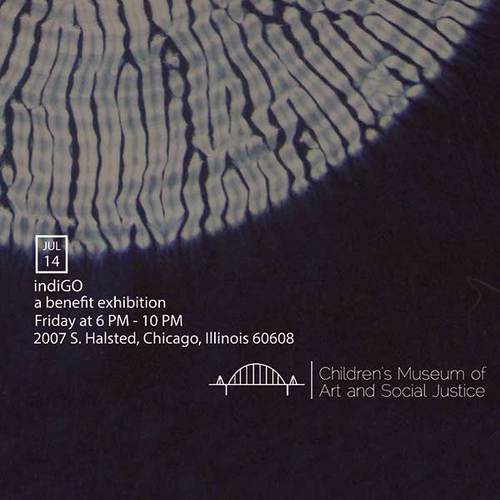 JUL
14
indiGO
a benefit exhibition
Friday at 6 PM - 10 PM
2007 S. Halsted, Chicago, Illinois 60608
Children's Museum of
Art and Social Justice